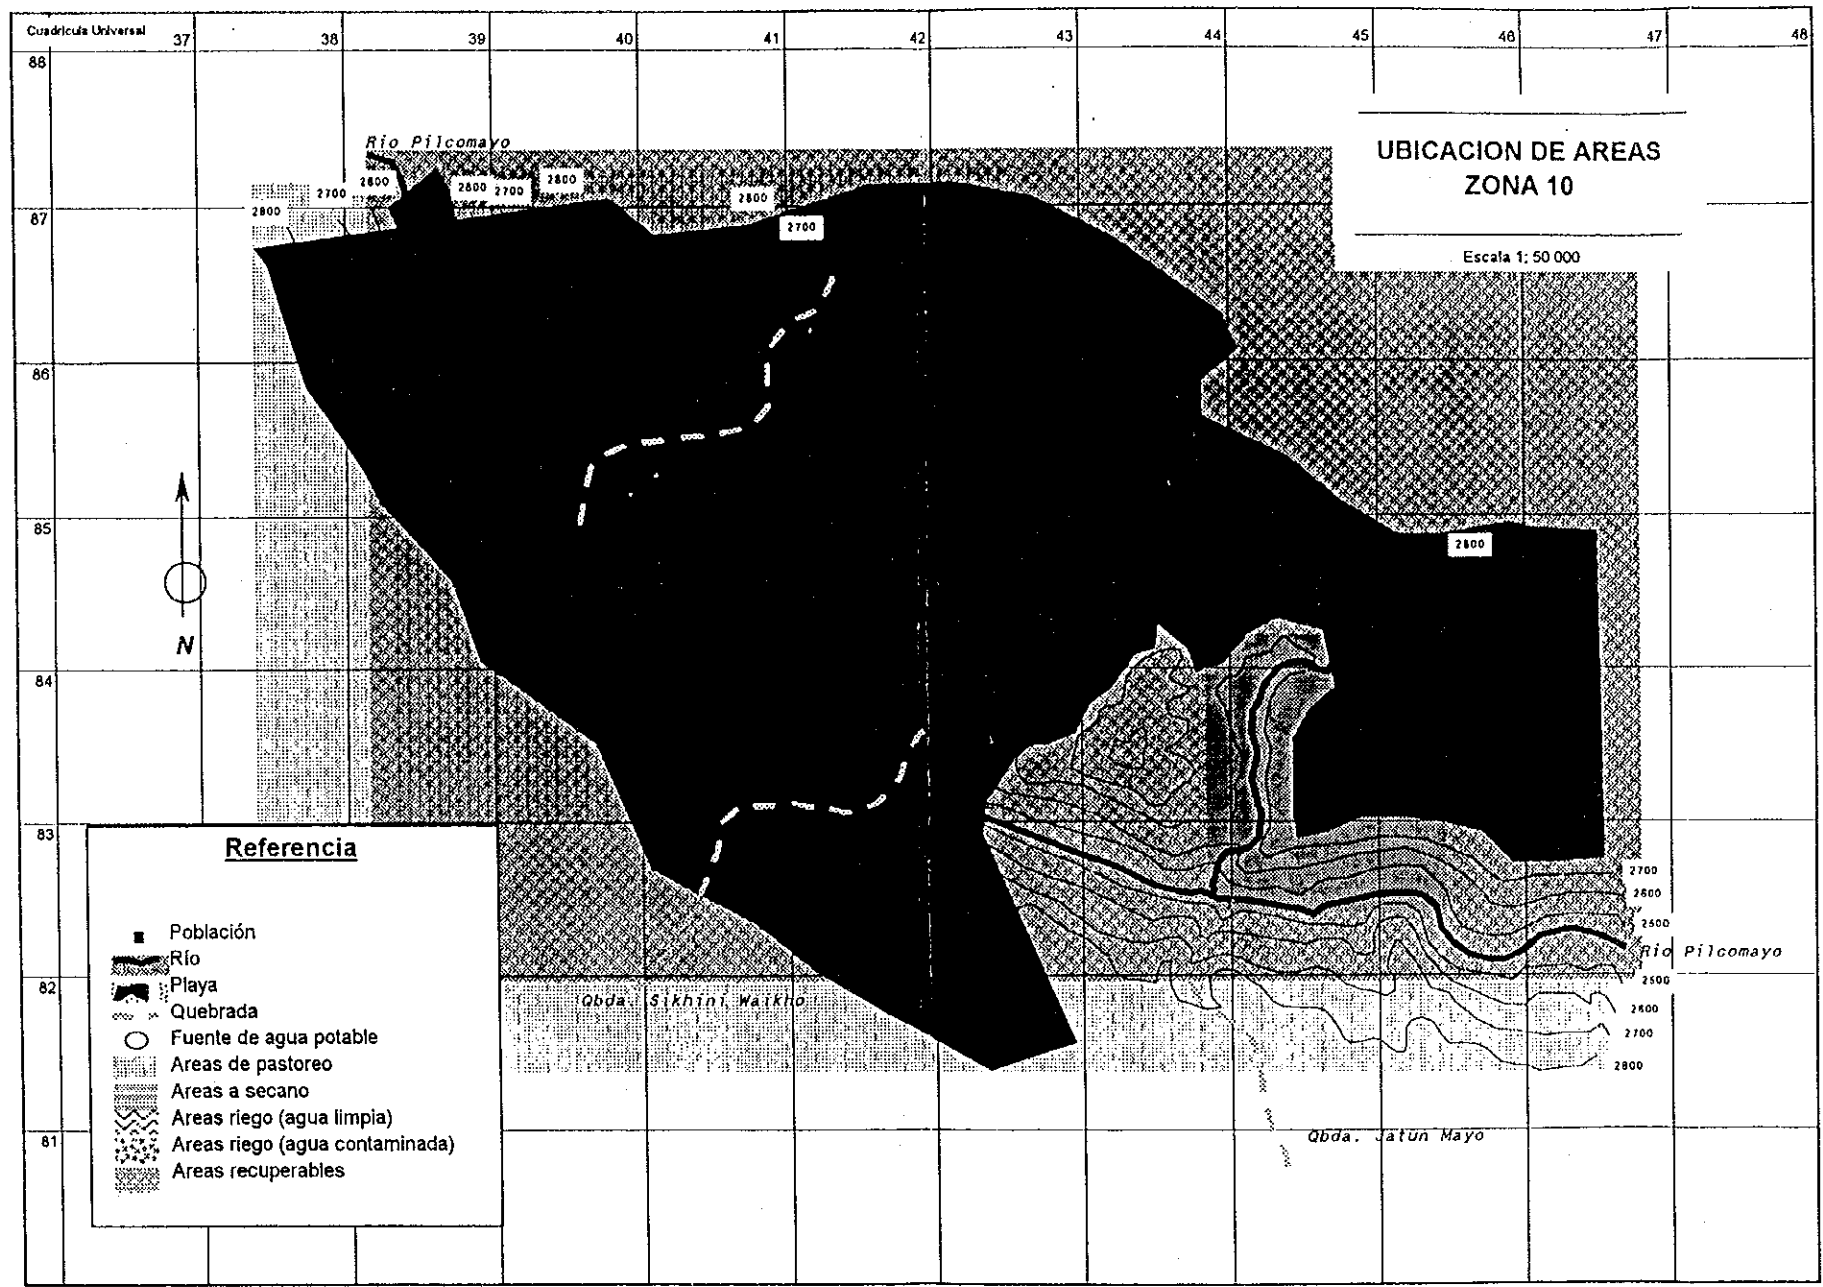 Cuadrícula Universal
37 38 39 40 41 42 43 44 45 46 47 48
88
Río Pilcomayo
UBICACION DE AREAS
ZONA 10
Escala 1: 50 000
2800 2700 2800 2800 2700 2800 2800
87
2700
86
85
2800
N
84
83
Referencia
Población
Río
Playa
Quebrada
Fuente de agua potable
Areas de pastoreo
Areas a secano
Areas riego (agua limpia)
Areas riego (agua contaminada)
Areas recuperables
2700
2600
2500
Río Pilcomayo
2500
2600
2700
2800
82
Qbda. Sikhini Waikho
81
Qbda. Jatun Mayo